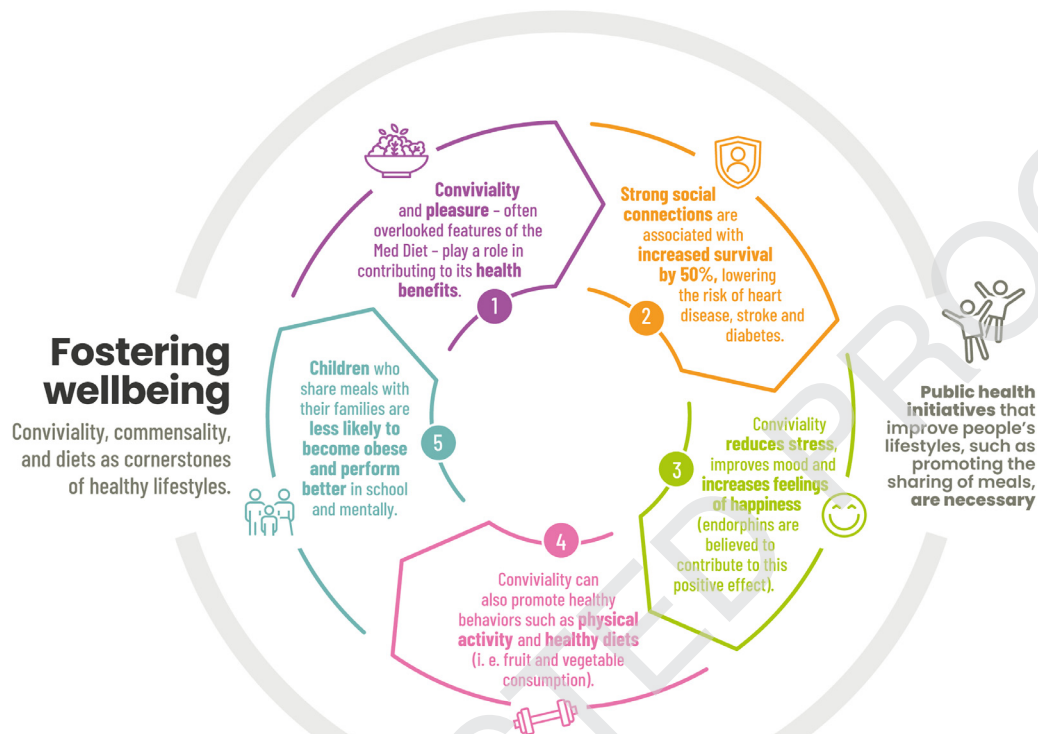 Fostering
wellbeing
Conviviality, commensality,
and diets as cornerstones
of healthy lifestyles.
Conviviality
and pleasure – often
overlooked features of the
Med Diet – play a role in
contributing to its health
benefits.
1
Strong social
connections are
associated with
increased survival
by 50%, lowering
the risk of heart
disease, stroke and
diabetes.
2
Conviviality
reduces stress,
improves mood and
increases feelings
of happiness
(endorphins are
believed to
contribute to this
positive effect).
3
4
Conviviality can
also promote healthy
behaviors such as physical
activity and healthy diets
(i. e. fruit and vegetable
consumption).
Children who
share meals with
their families are
less likely to
become obese
and perform
better in school
and mentally.
5
Public health
initiatives that
improve people's
lifestyles, such as
promoting the
sharing of meals,
are necessary